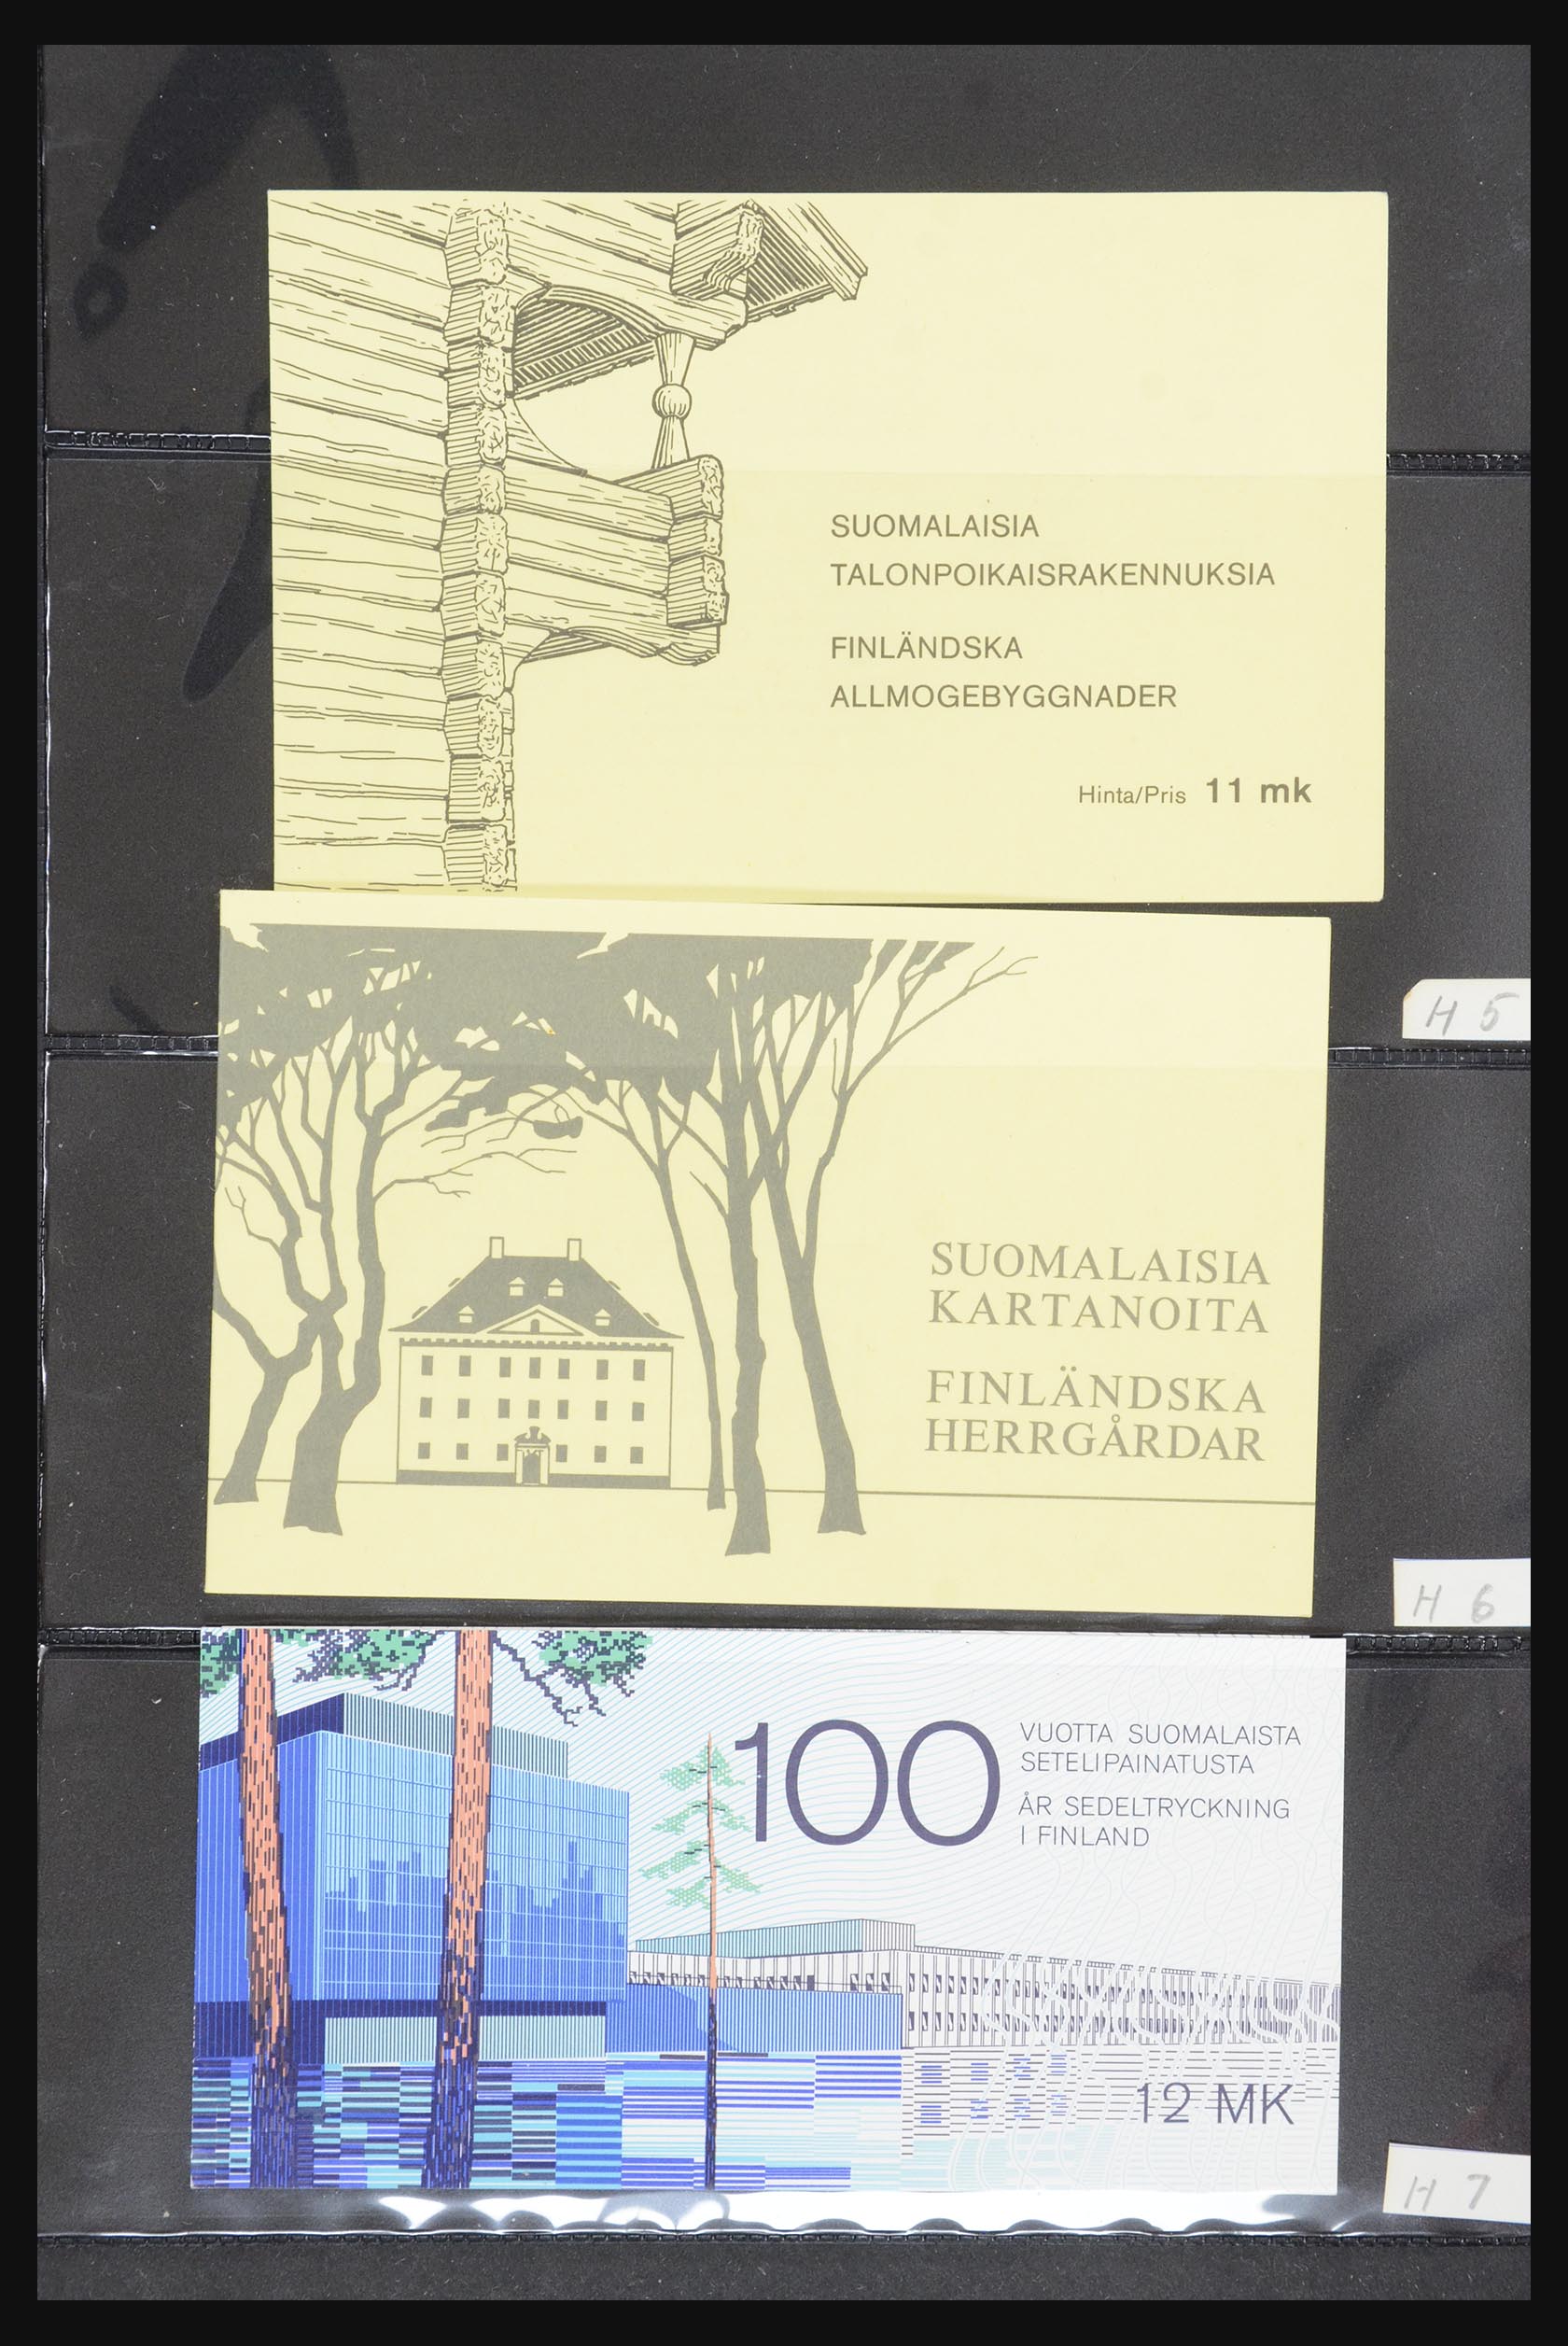 SUOMALAISIA
TALONPOIKAISRAKENNUKSIA
FINLÄNDSKA
ALLMOGEBYGGNADER
Hinta/Pris 11 mk
H 5
SUOMALAISIA
KARTANOITA
FINLÄNDSKA
HERRGÅRDAR
H 6
100 VUOTTA SUOMALAISTA
SETELIPAINATUSTA
ÅR SEDELTRYCKNING
I FINLAND
12 MK
H 7